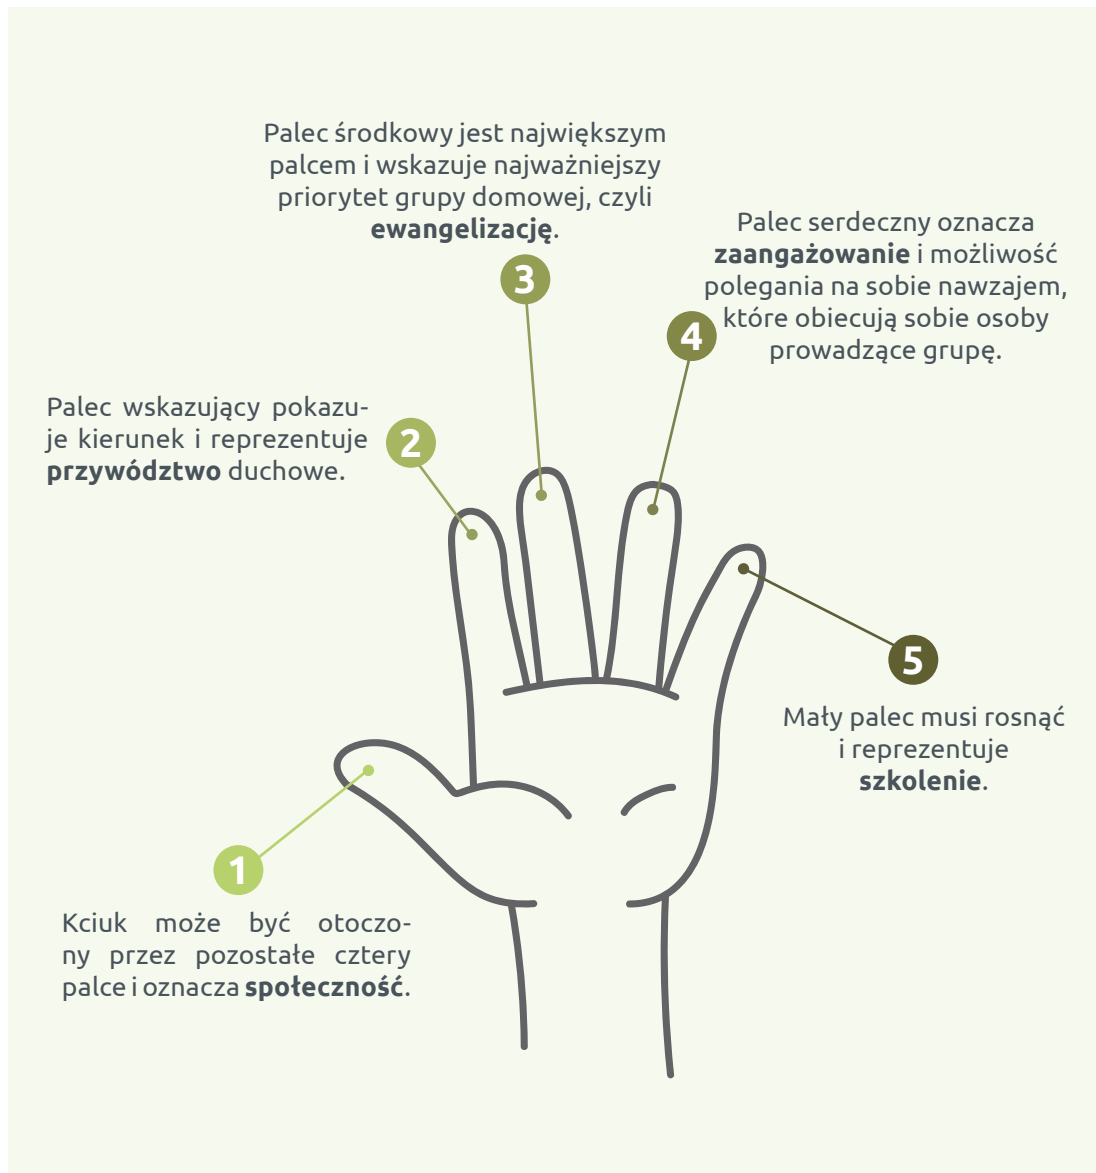 Palec środkowy jest największym
palcem i wskazuje najważniejszy
priorytet grupy domowej, czyli
ewangelizację.
3
Palec serdeczny oznacza
zaangażowanie i możliwość
polegania na sobie nawzajem,
które obiecują sobie osoby
prowadzące grupę.
4
Palec wskazujący pokazu-
je kierunek i reprezentuje
przywództwo duchowe.
2
5
Mały palec musi rosnąć
i reprezentuje
szkolenie.
1
Kciuk może być otoczo-
ny przez pozostałe cztery
palce i oznacza społeczność.